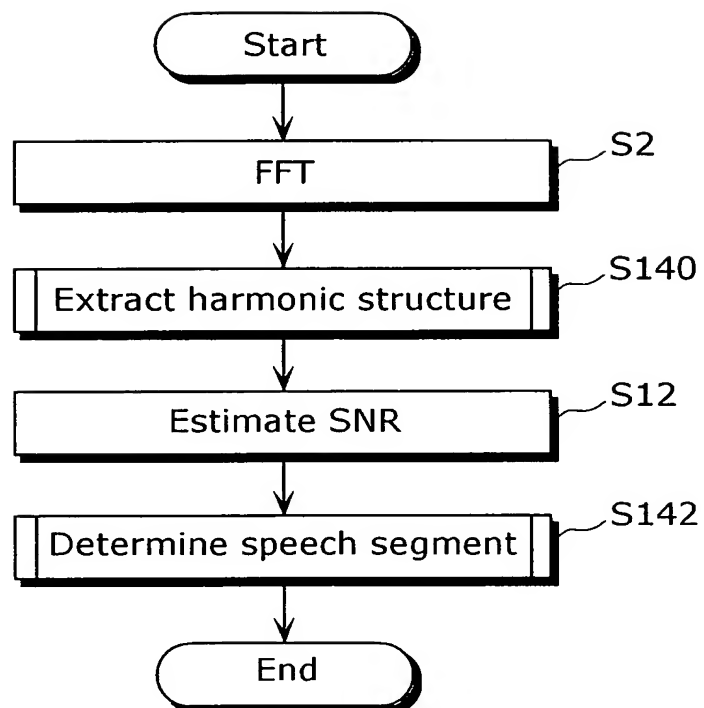 Start
FFT
S2
Extract harmonic structure
S140
Estimate SNR
S12
Determine speech segment
S142
End